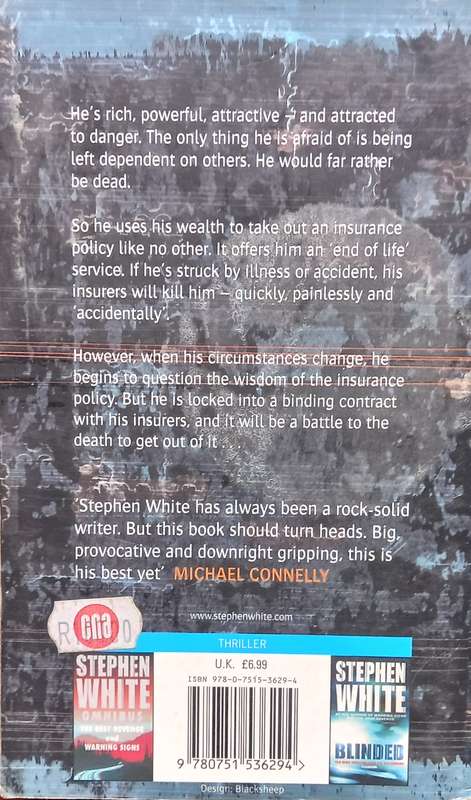 He's rich, powerful, attractive – and attracted
to danger. The only thing he is afraid of is being
left dependent on others. He would far rather
be dead.
So he uses his wealth to take out an insurance
policy like no other. It offers him an 'end of life'
service. If he's struck by illness or accident, his
insurers will kill him – quickly, painlessly and
'accidentally'.
However, when his circumstances change, he
begins to question the wisdom of the insurance
policy. But he is locked into a binding contract
with his insurers, and it will be a battle to the
death to get out of it . . .
'Stephen White has always been a rock-solid
writer. But this book should turn heads. Big,
provocative and downright gripping, this is
his best yet' MICHAEL CONNELLY
www.stephenwhite.com
cna
THRILLER
U.K. £6.99
ISBN 978-0-7515-3629-4
9 780751 536294 >
STEPHEN
WHITE
OMNIBUS
THE BEST REVENGE
and
WARNING SIGNS
STEPHEN
WHITE
BLINDED
Design: Blacksheep